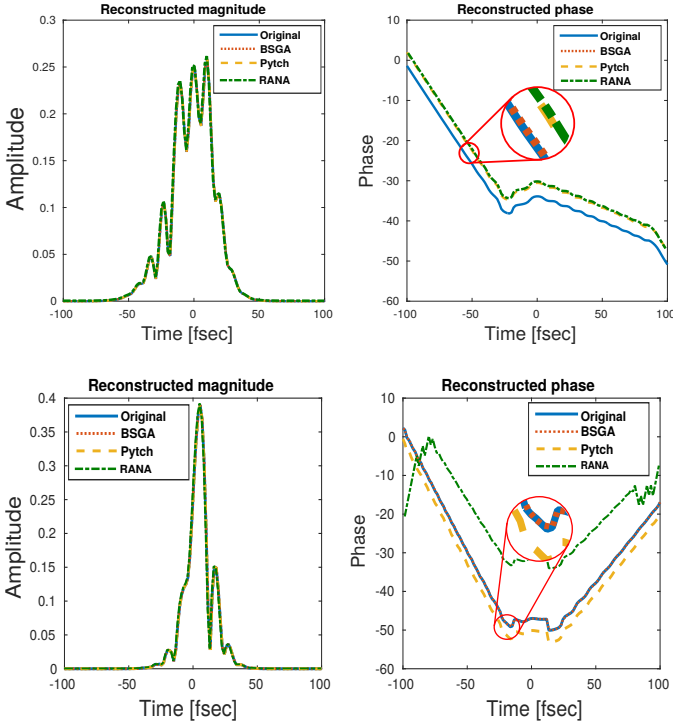 Reconstructed magnitude
Amplitude
0.3
0.25
0.2
0.15
0.1
0.05
0
-100
-50
0
50
100
Time [fsec]
Original
BSGA
Pytch
RANA
Reconstructed phase
Phase
10
0
-10
-20
-30
-40
-50
-60
-100
-50
0
50
100
Time [fsec]
Original
BSGA
Pytch
RANA
Reconstructed magnitude
Amplitude
0.4
0.35
0.3
0.25
0.2
0.15
0.1
0.05
0
-100
-50
0
50
100
Time [fsec]
Original
BSGA
Pytch
RANA
Reconstructed phase
Phase
10
0
-10
-20
-30
-40
-50
-60
-100
-50
0
50
100
Time [fsec]
Original
BSGA
Pytch
RANA